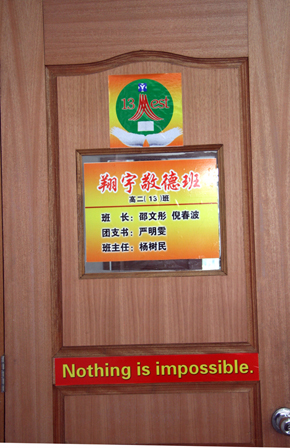 13 est
翔宇敬德班
高二(13)班
班 长：邵文彤 倪春波
团支书：严明雯
班主任：杨树民
Nothing is impossible.